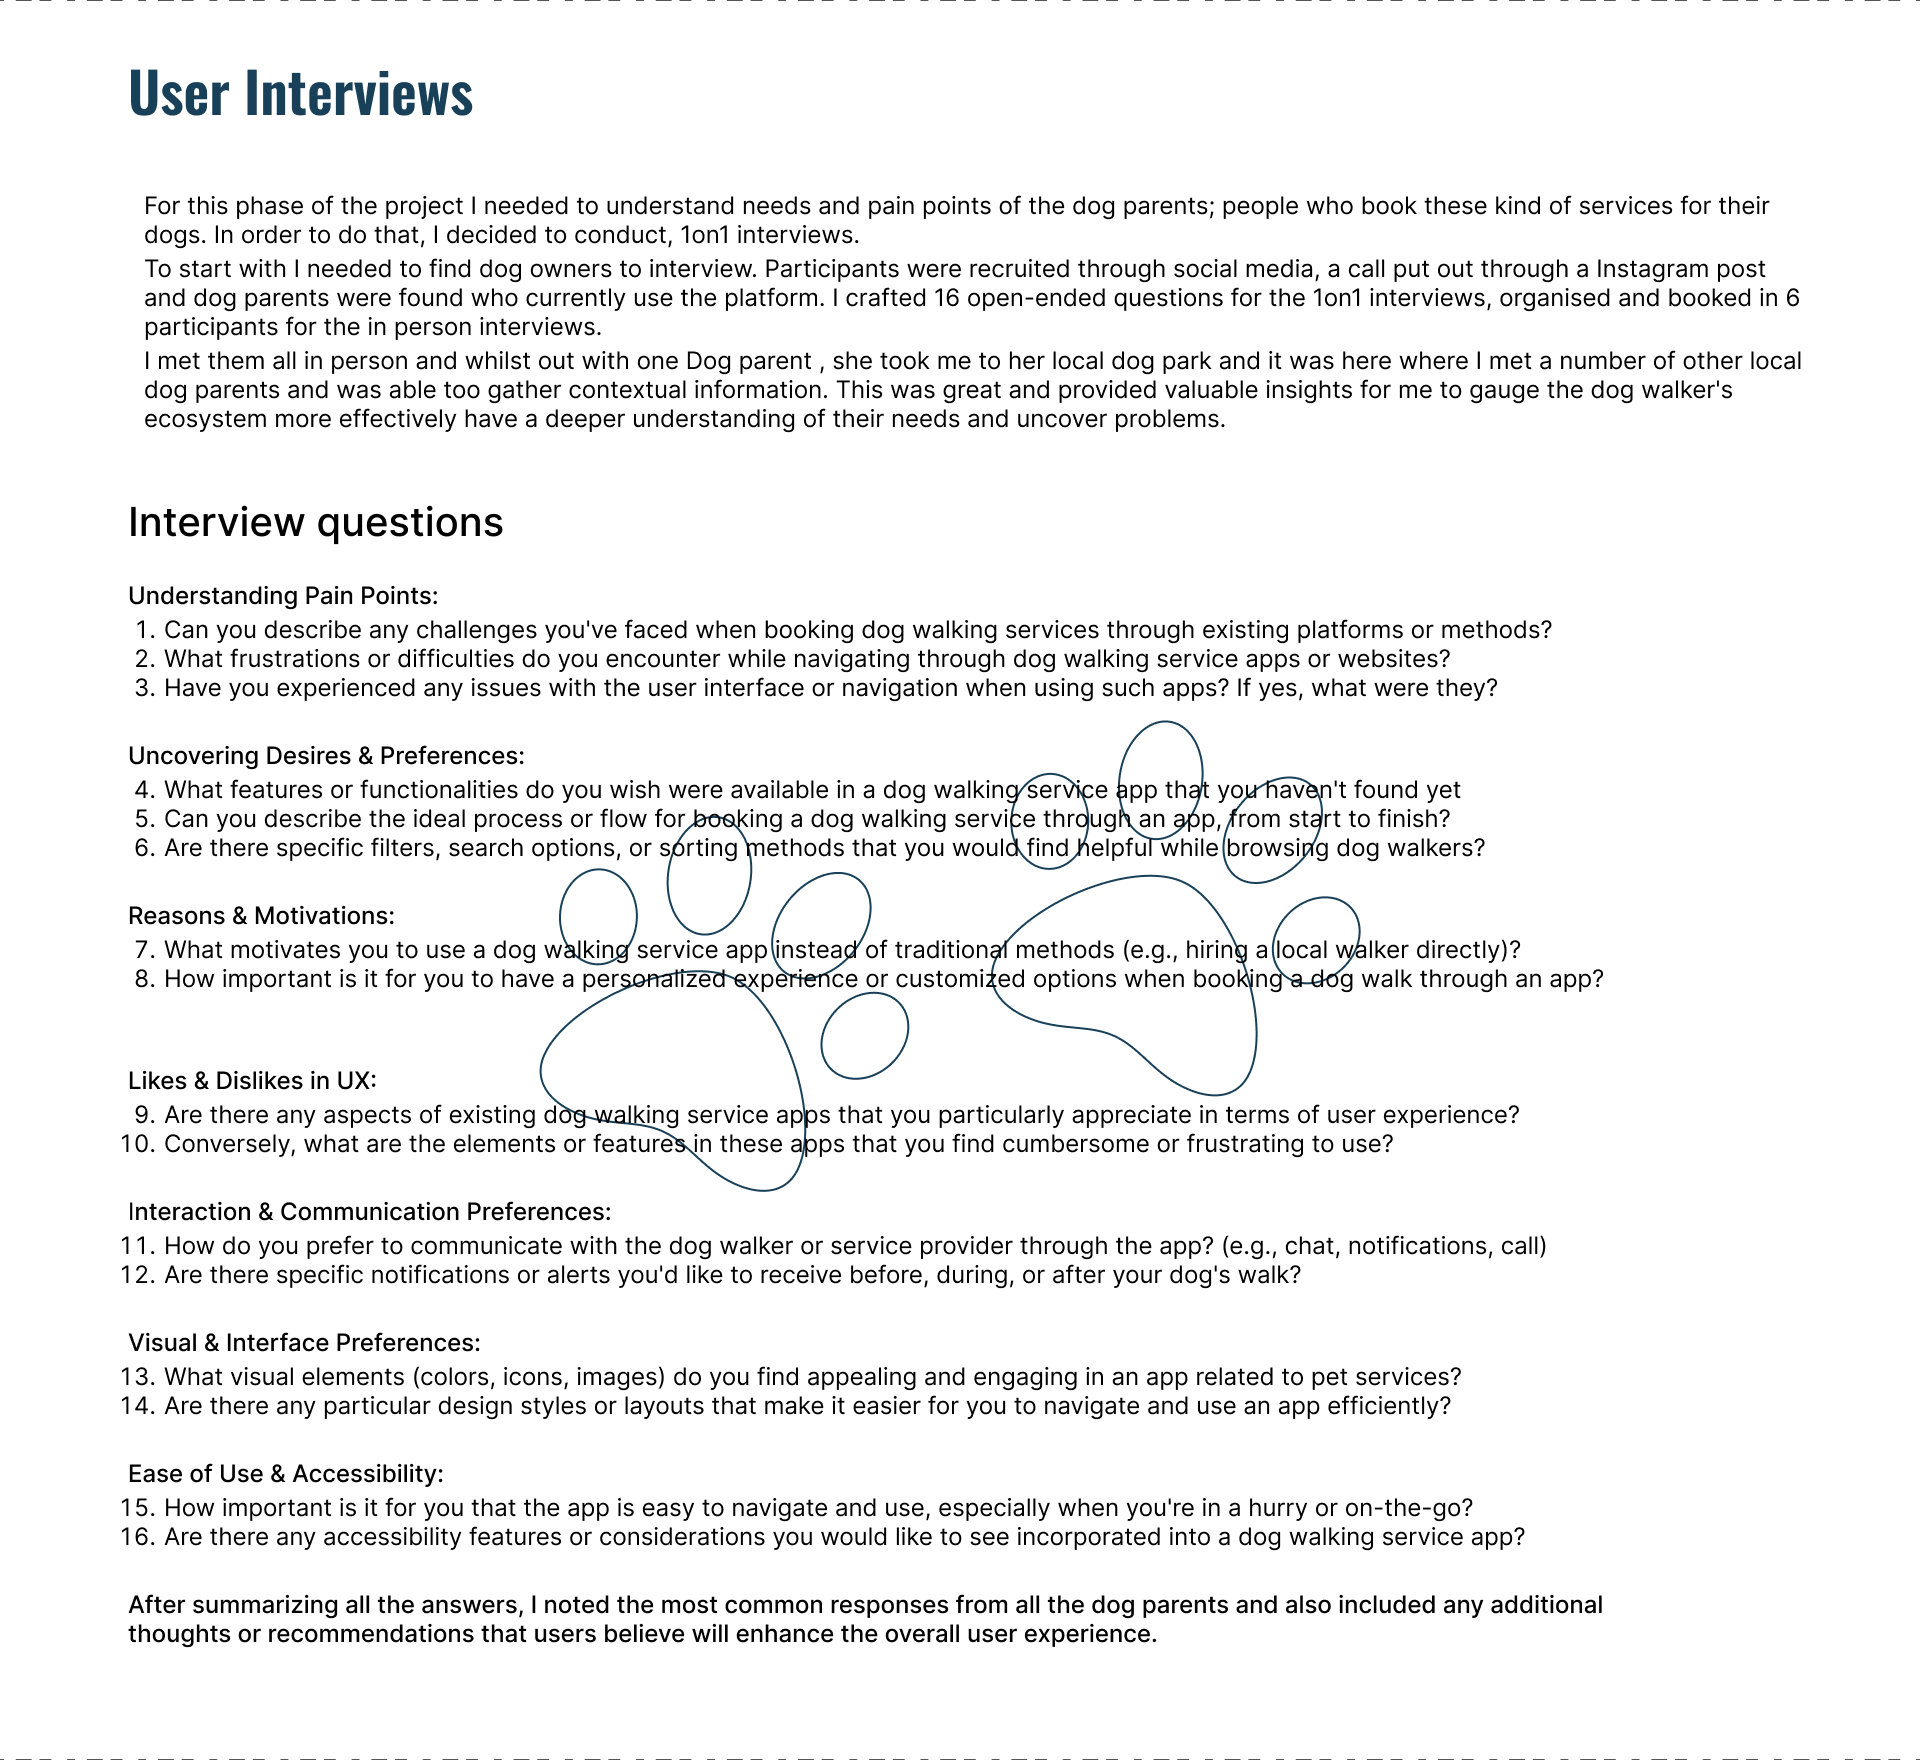 User Interviews
For this phase of the project I needed to understand needs and pain points of the dog parents; people who book these kind of services for their
dogs. In order to do that, I decided to conduct, 1on1 interviews.
To start with I needed to find dog owners to interview. Participants were recruited through social media, a call put out through a Instagram post
and dog parents were found who currently use the platform. I crafted 16 open-ended questions for the 1on1 interviews, organised and booked in 6
participants for the in person interviews.
I met them all in person and whilst out with one Dog parent , she took me to her local dog park and it was here where I met a number of other local
dog parents and was able too gather contextual information. This was great and provided valuable insights for me to gauge the dog walker's
ecosystem more effectively have a deeper understanding of their needs and uncover problems.
Interview questions
Understanding Pain Points:
1. Can you describe any challenges you've faced when booking dog walking services through existing platforms or methods?
2. What frustrations or difficulties do you encounter while navigating through dog walking service apps or websites?
3. Have you experienced any issues with the user interface or navigation when using such apps? If yes, what were they?
Uncovering Desires & Preferences:
4. What features or functionalities do you wish were available in a dog walking service app that you haven't found yet
5. Can you describe the ideal process or flow for booking a dog walking service through an app, from start to finish?
6. Are there specific filters, search options, or sorting methods that you would find helpful while browsing dog walkers?
Reasons & Motivations:
7. What motivates you to use a dog walking service app instead of traditional methods (e.g., hiring a local walker directly)?
8. How important is it for you to have a personalized experience or customized options when booking a dog walk through an app?
Likes & Dislikes in UX:
9. Are there any aspects of existing dog walking service apps that you particularly appreciate in terms of user experience?
10. Conversely, what are the elements or features in these apps that you find cumbersome or frustrating to use?
Interaction & Communication Preferences:
11. How do you prefer to communicate with the dog walker or service provider through the app? (e.g., chat, notifications, call)
12. Are there specific notifications or alerts you'd like to receive before, during, or after your dog's walk?
Visual & Interface Preferences:
13. What visual elements (colors, icons, images) do you find appealing and engaging in an app related to pet services?
14. Are there any particular design styles or layouts that make it easier for you to navigate and use an app efficiently?
Ease of Use & Accessibility:
15. How important is it for you that the app is easy to navigate and use, especially when you're in a hurry or on-the-go?
16. Are there any accessibility features or considerations you would like to see incorporated into a dog walking service app?
After summarizing all the answers, I noted the most common responses from all the dog parents and also included any additional
thoughts or recommendations that users believe will enhance the overall user experience.